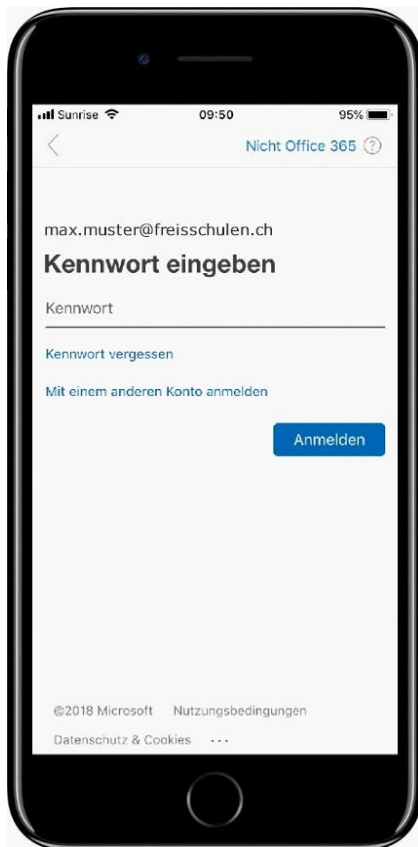 Sunrise 09:50 95%
Nicht Office 365 ?
max.muster@freisschulen.ch
Kennwort eingeben
Kennwort
Kennwort vergessen
Mit einem anderen Konto anmelden
Anmelden
©2018 Microsoft Nutzungsbedingungen
Datenschutz & Cookies ...